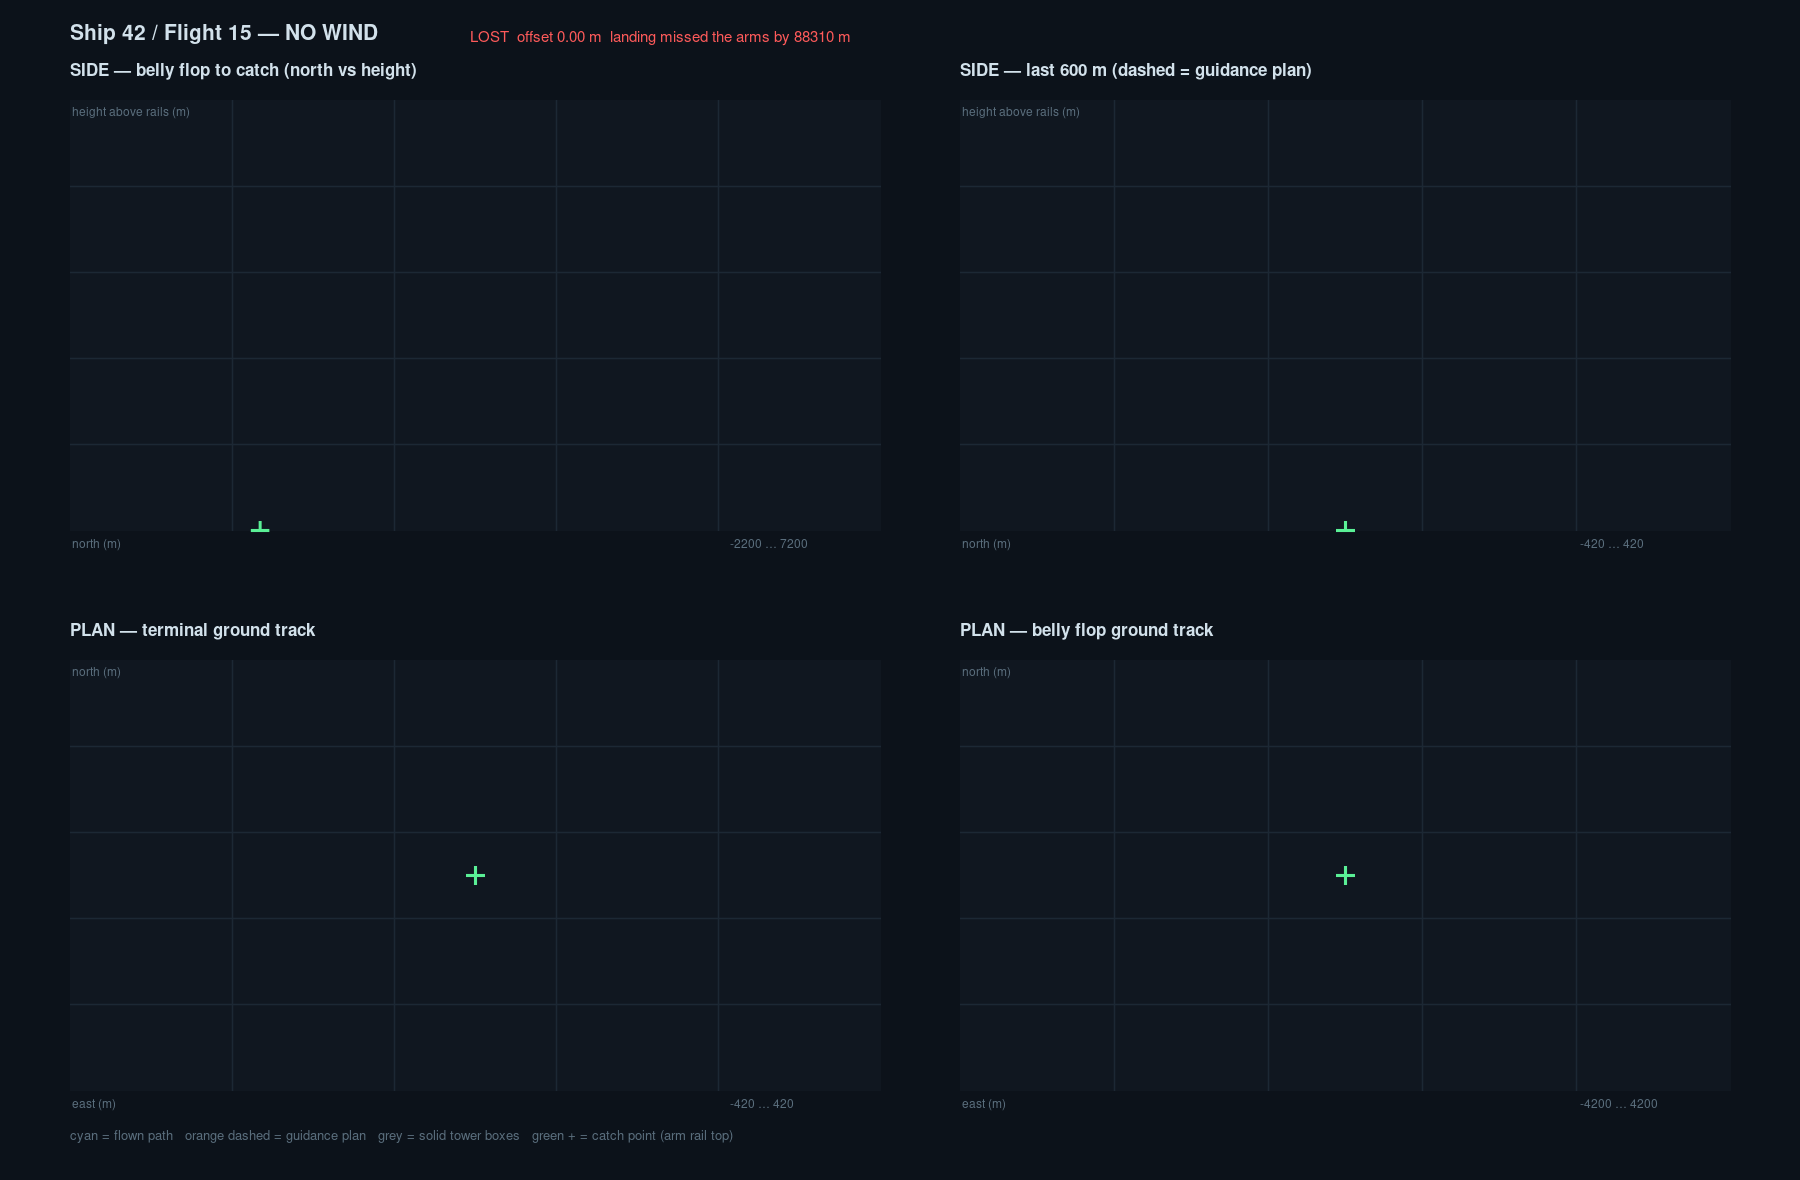 Ship 42 / Flight 15 — NO WIND
LOST  offset 0.00 m  landing missed the arms by 88310 m
SIDE — belly flop to catch (north vs height)
height above rails (m)
north (m)
-2200 … 7200
SIDE — last 600 m (dashed = guidance plan)
height above rails (m)
north (m)
-420 … 420
PLAN — terminal ground track
north (m)
east (m)
-420 … 420
PLAN — belly flop ground track
north (m)
east (m)
-4200 … 4200
cyan = flown path   orange dashed = guidance plan   grey = solid tower boxes   green + = catch point (arm rail top)